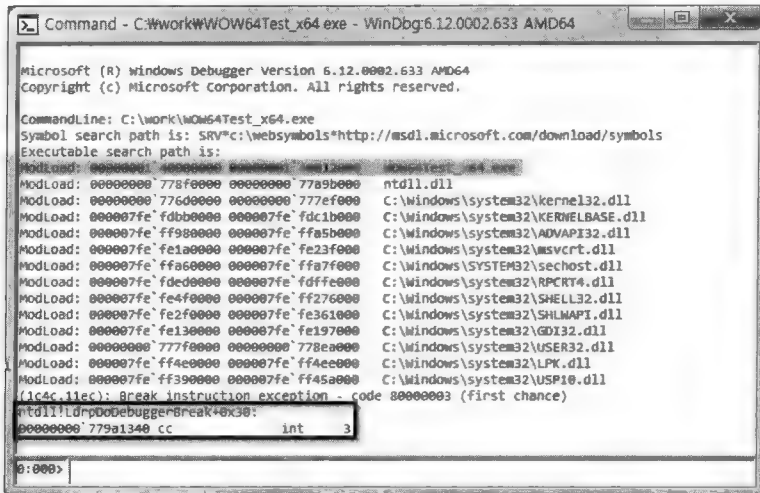 Command - C:₩work₩WOW64Test_x64.exe - WinDbg:6.12.0002.633 AMD64
Microsoft (R) Windows Debugger Version 6.12.0002.633 AMD64
Copyright (c) Microsoft Corporation. All rights reserved.
CommandLine: C:\work\WOW64Test_x64.exe
Symbol search path is: SRV*c:\websymbols*http://msdl.microsoft.com/download/symbols
Executable search path is:
ModLoad:
ModLoad: 00000000`778f0000 00000000`77a9b000 ntdll.dll
ModLoad: 00000000`776d0000 00000000`777ef000 C:\Windows\system32\kernel32.dll
ModLoad: 000007fe`fdbb0000 000007fe`fdc1b000 C:\Windows\system32\KERNELBASE.dll
ModLoad: 000007fe`ff980000 000007fe`ffa5b000 C:\Windows\system32\ADVAPI32.dll
ModLoad: 000007fe`fe1a0000 000007fe`fe23f000 C:\Windows\system32\msvcrt.dll
ModLoad: 000007fe`ffa60000 000007fe`ffa7f000 C:\Windows\SYSTEM32\sechost.dll
ModLoad: 000007fe`fded0000 000007fe`fdffe000 C:\Windows\system32\RPCRT4.dll
ModLoad: 000007fe`fe4f0000 000007fe`ff276000 C:\Windows\system32\SHELL32.dll
ModLoad: 000007fe`fe2f0000 000007fe`fe361000 C:\Windows\system32\SHLWAPI.dll
ModLoad: 000007fe`fe130000 000007fe`fe197000 C:\Windows\system32\GDI32.dll
ModLoad: 00000000`777f0000 00000000`778ea000 C:\Windows\system32\USER32.dll
ModLoad: 000007fe`ff4e0000 000007fe`ff4ee000 C:\Windows\system32\LPK.dll
ModLoad: 000007fe`ff390000 000007fe`ff45a000 C:\Windows\system32\USP10.dll
(1c4c.11ec): Break instruction exception - code 80000003 (first chance)
ntdll!LdrpDoDebuggerBreak+0x30:
00000000`779a1340 cc int 3
0:000>